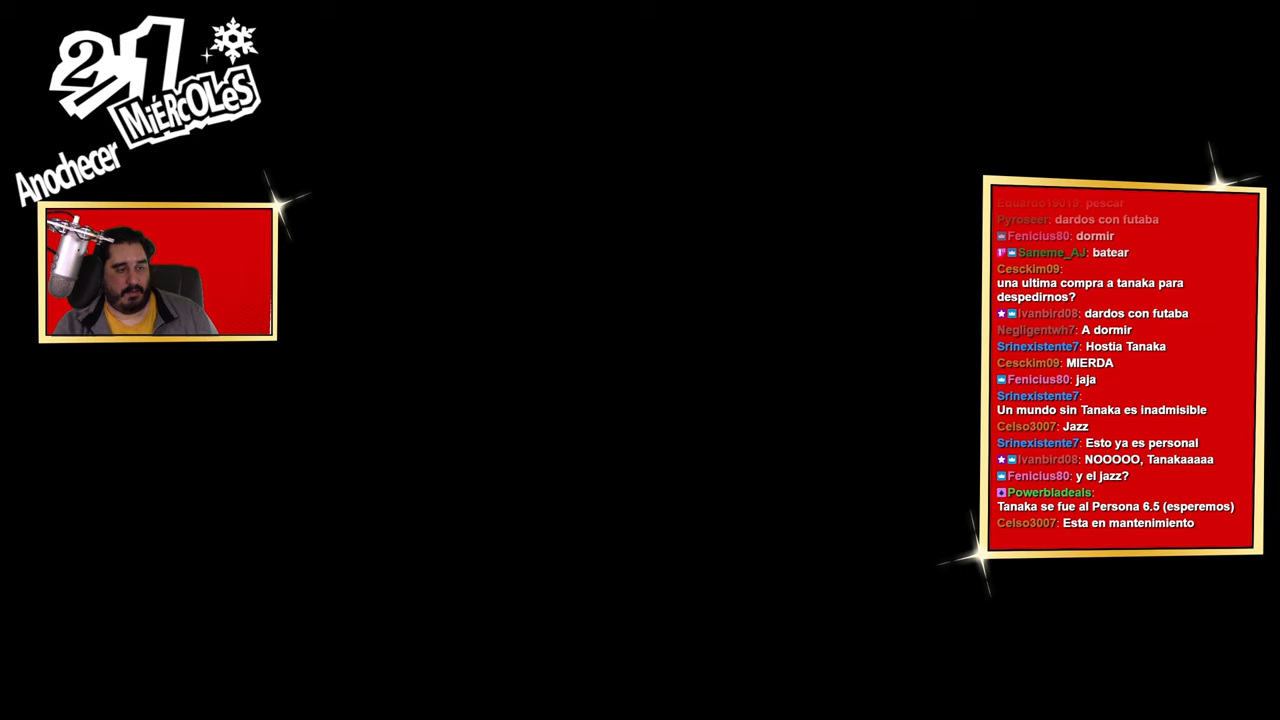 21
MiÉRCOLeS
Anochecer
Eduardo19019: pescar
Pyroseer: dardos con futaba
Fenicius80: dormir
Saneme_AJ: batear
Cesckim09:
una ultima compra a tanaka para
despedirnos?
Ivanbird08: dardos con futaba
Negligentwh7: A dormir
Srinexistente7: Hostia Tanaka
Cesckim09: MIERDA
Fenicius80: jaja
Srinexistente7:
Un mundo sin Tanaka es inadmisible
Celso3007: Jazz
Srinexistente7: Esto ya es personal
Ivanbird08: NOOOOO, Tanakaaaaa
Fenicius80: y el jazz?
Powerbladeals:
Tanaka se fue al Persona 6.5 (esperemos)
Celso3007: Esta en mantenimiento